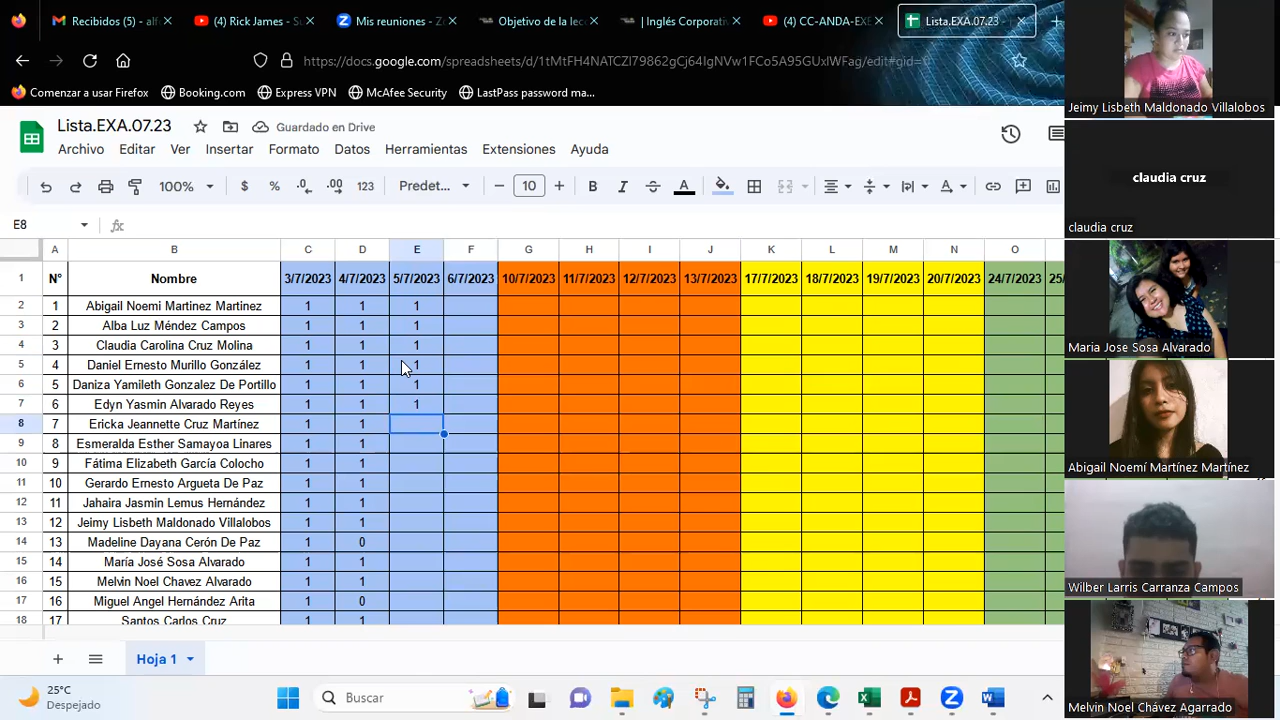 Recibidos (5) - alf
(4) Rick James - Su
Mis reuniones - Zo
Objetivo de la lec
| Inglés Corporati
(4) CC-ANDA-EXE
Lista.EXA.07.23
Comenzar a usar Firefox
Booking.com
Express VPN
McAfee Security
LastPass password ma...
Lista.EXA.07.23
Guardado en Drive
Archivo Editar Ver Insertar Formato Datos Herramientas Extensiones Ayuda
100% $ % .0 .00 123 Predet... 10 B I A
E8 fx
A B C D E F G H I J K L M N O
1 N° Nombre 3/7/2023 4/7/2023 5/7/2023 6/7/2023 10/7/2023 11/7/2023 12/7/2023 13/7/2023 17/7/2023 18/7/2023 19/7/2023 20/7/2023 24/7/2023 25/
2 1 Abigail Noemi Martinez Martinez 1 1 1
3 2 Alba Luz Méndez Campos 1 1 1
4 3 Claudia Carolina Cruz Molina 1 1 1
5 4 Daniel Ernesto Murillo González 1 1 1
6 5 Daniza Yamileth Gonzalez De Portillo 1 1 1
7 6 Edyn Yasmin Alvarado Reyes 1 1 1
8 7 Ericka Jeannette Cruz Martínez 1 1
9 8 Esmeralda Esther Samayoa Linares 1 1
10 9 Fátima Elizabeth García Colocho 1 1
11 10 Gerardo Ernesto Argueta De Paz 1 1
12 11 Jahaira Jasmin Lemus Hernández 1 1
13 12 Jeimy Lisbeth Maldonado Villalobos 1 1
14 13 Madeline Dayana Cerón De Paz 1 0
15 14 María José Sosa Alvarado 1 1
16 15 Melvin Noel Chavez Alvarado 1 1
17 16 Miguel Angel Hernández Arita 1 0
18 17 Santos Carlos Cruz 1 1
Hoja 1
25°C
Despejado
Buscar
Jeimy Lisbeth Maldonado Villalobos
claudia cruz
claudia cruz
Maria Jose Sosa Alvarado
Abigail Noemí Martínez Martínez
Wilber Larris Carranza Campos
Melvin Noel Chávez Agarrado